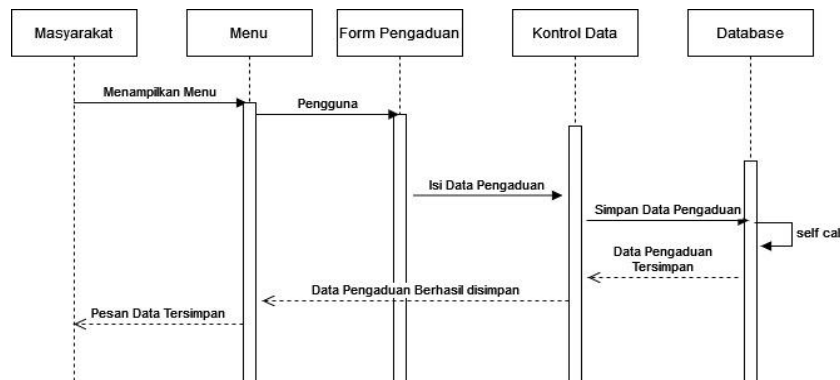 Masyarakat
Menu
Form Pengaduan
Kontrol Data
Database
Menampilkan Menu
Pengguna
Isi Data Pengaduan
Simpan Data Pengaduan
self cal
Data Pengaduan
Tersimpan
Data Pengaduan Berhasil disimpan
Pesan Data Tersimpan